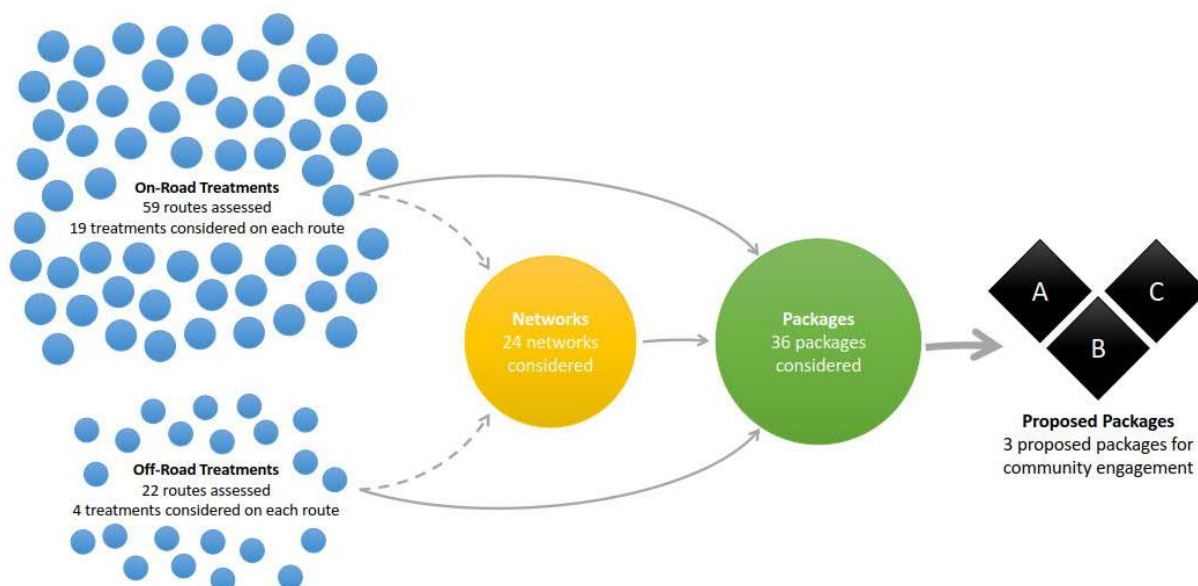 On-Road Treatments
59 routes assessed
19 treatments considered on each route
Networks
24 networks
considered
Packages
36 packages
considered
A
C
B
Proposed Packages
3 proposed packages for
community engagement
Off-Road Treatments
22 routes assessed
4 treatments considered on each route